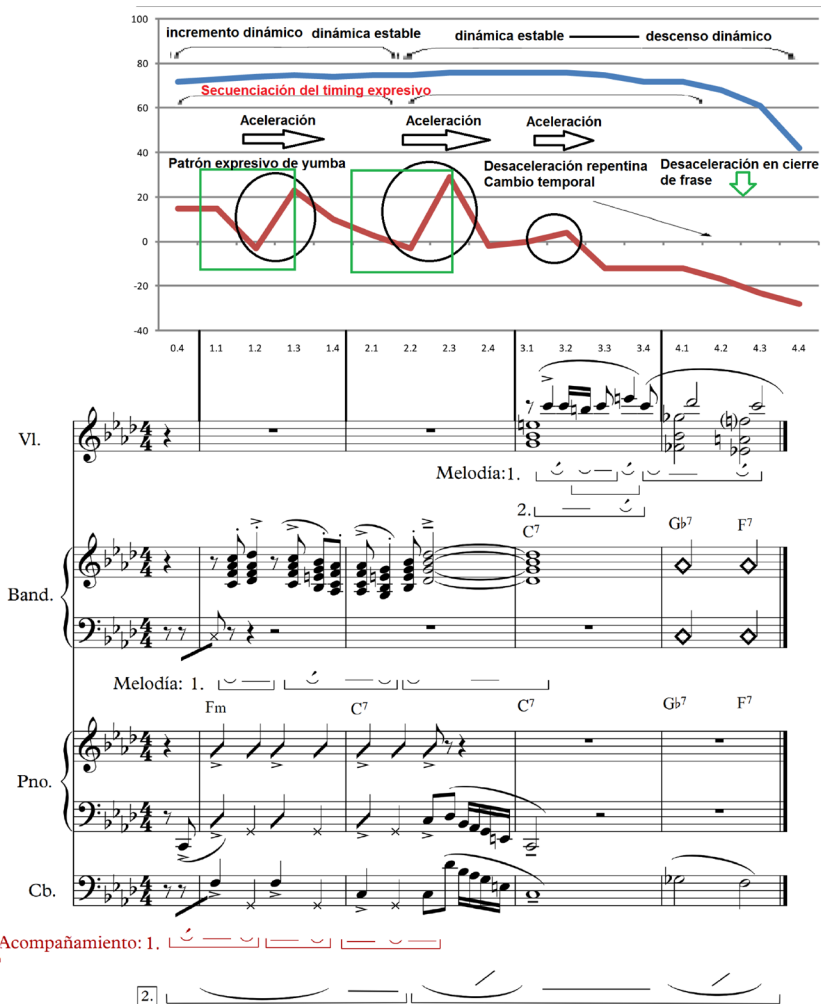 100
incremento dinámico dinámica estable dinámica estable descenso dinámico
80
Secuenciación del timing expresivo
60
Aceleración Aceleración Aceleración
40
Patrón expresivo de yumba Desaceleración repentina Desaceleración en cierre
Cambio temporal de frase
20
0
-20
-40
0.4 1.1 1.2 1.3 1.4 2.1 2.2 2.3 2.4 3.1 3.2 3.3 3.4 4.1 4.2 4.3 4.4
Vl.
Melodía:1.
2.
C7 Gb7 F7
Band.
Melodía: 1.
Fm C7 C7 Gb7 F7
Pno.
Cb.
Acompañamiento: 1.
2.